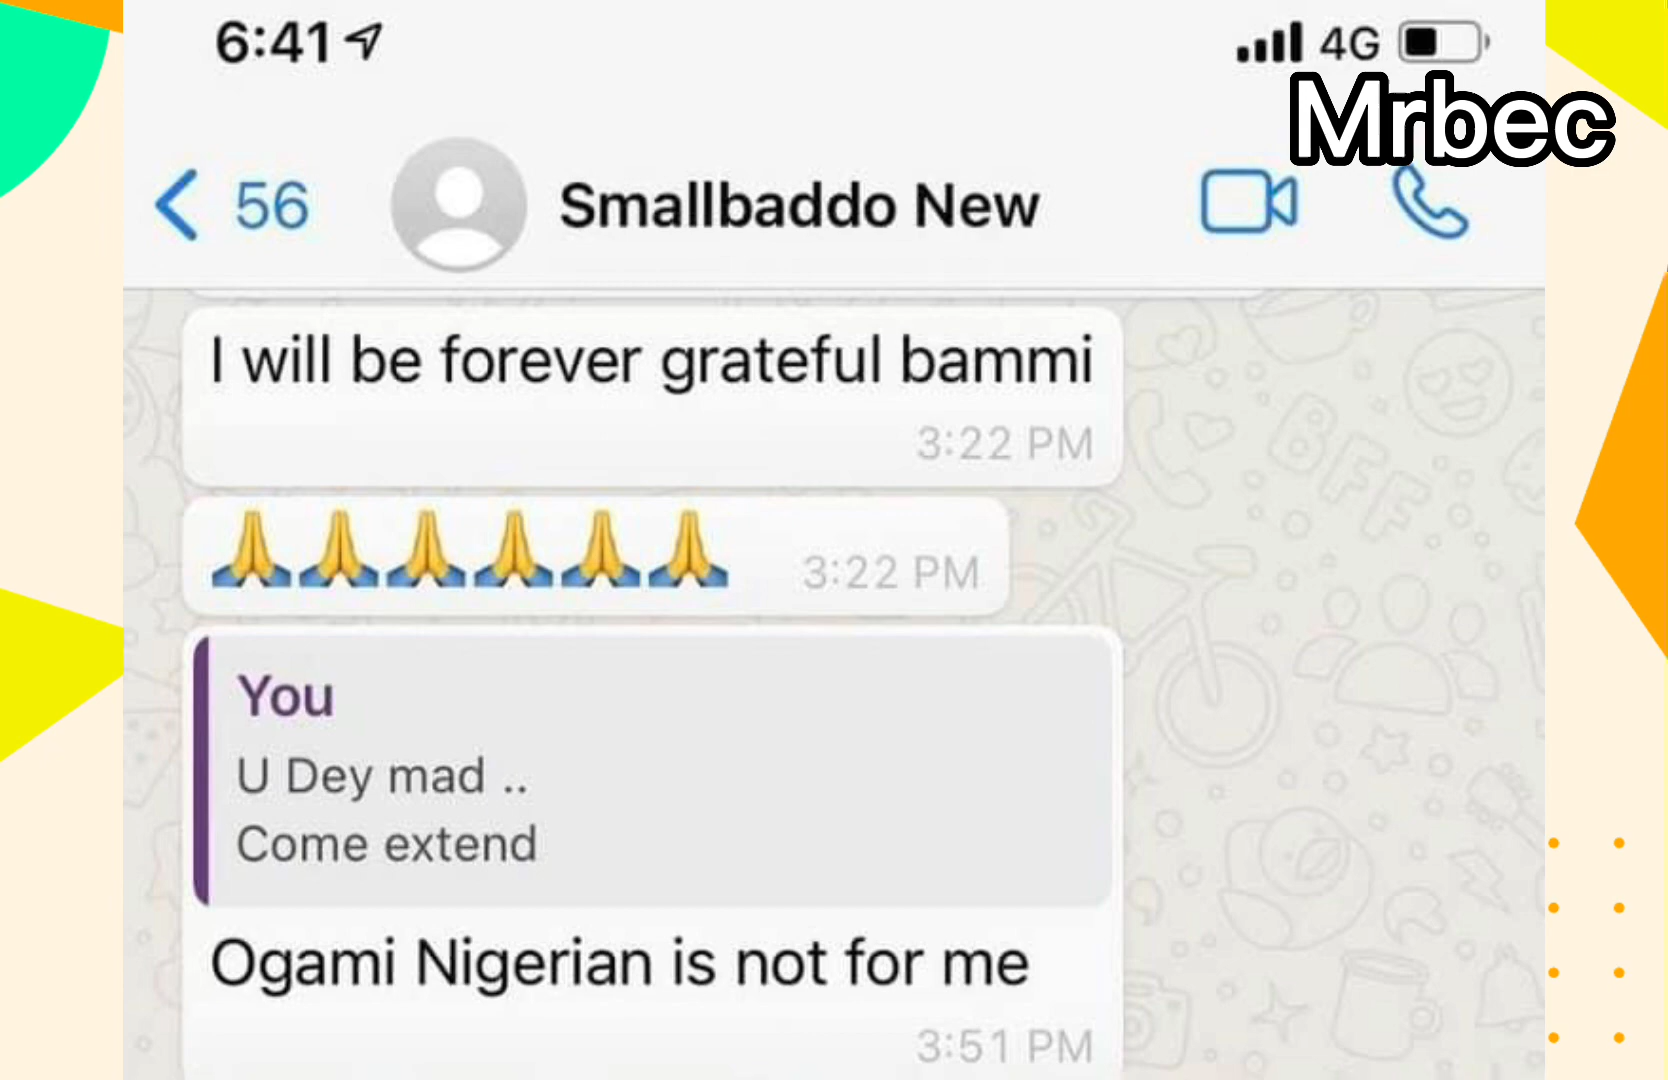 6:41
4G
Mrbec
56
Smallbaddo New
I will be forever grateful bammi
3:22 PM
🙏🙏🙏🙏🙏🙏 3:22 PM
You
U Dey mad ..
Come extend
Ogami Nigerian is not for me
3:51 PM